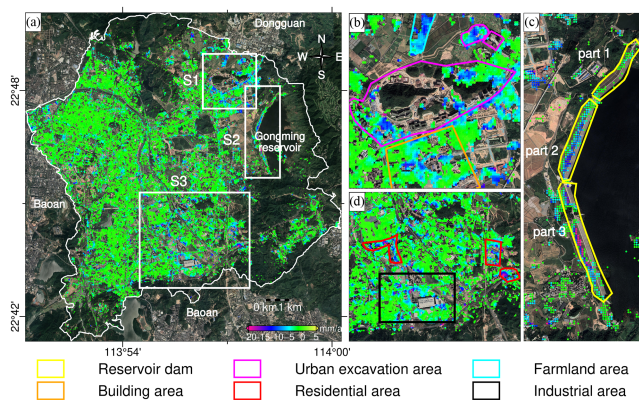 (a)
Dongguan
N
W E
S
22°48'
S1
S2
Gongming
reservoir
S3
Baoan
0 km 1 km
-20 -15 -10 -5 0 5 mm/a
22°42'
Baoan
113°54'
114°00'
(b)
(c)
part 1
part 2
part 3
(d)
Reservoir dam
Urban excavation area
Farmland area
Building area
Residential area
Industrial area